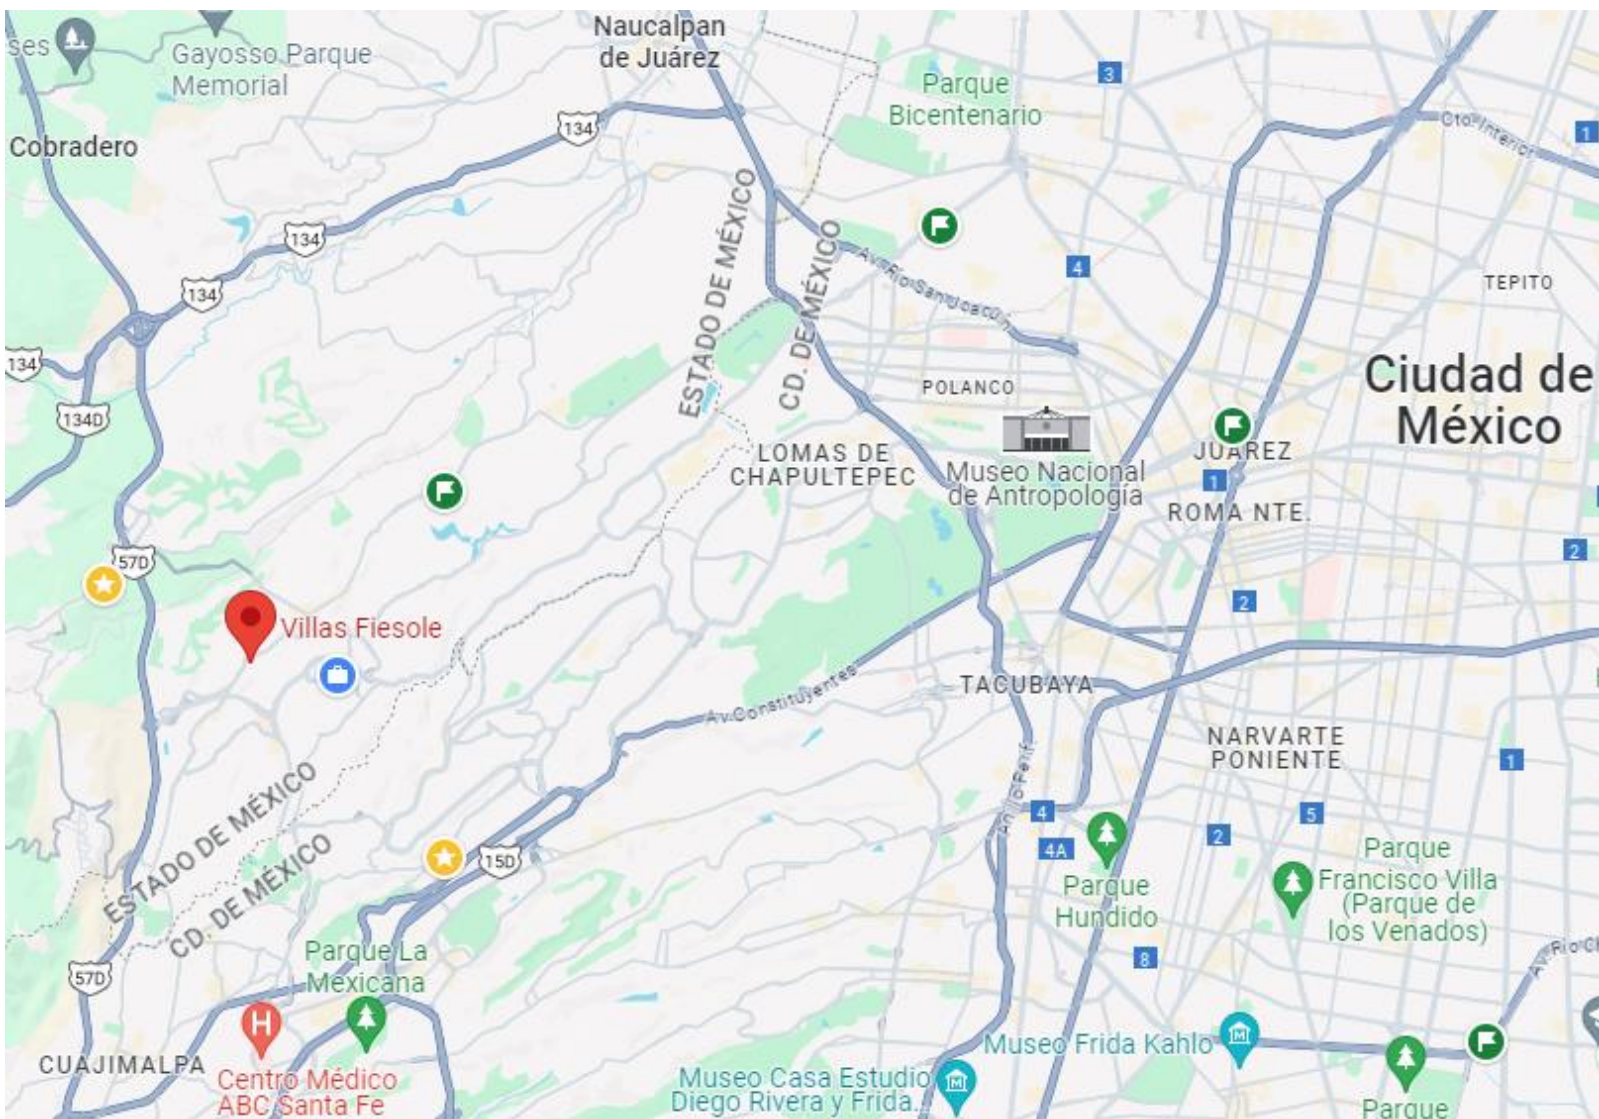 Naucalpan
de Juárez
ses
Gayosso Parque
Memorial
3
Parque
Bicentenario
134
Cto. Interior
1
Cobradero
134
4
Av. Río San Joaquín
TEPITO
134
ESTADO DE MÉXICO
CD. DE MÉXICO
134
POLANCO
Ciudad de
México
134D
LOMAS DE
CHAPULTEPEC
Museo Nacional
de Antropología
JUÁREZ
1
ROMA NTE.
57D
2
2
Villas Fiesole
Av. Constituyentes
TACUBAYA
NARVARTE
PONIENTE
1
Anillo Perif.
ESTADO DE MÉXICO
CD. DE MÉXICO
4
5
2
4A
15D
Parque
Hundido
Parque
Francisco Villa
(Parque de
los Venados)
Parque La
Mexicana
57D
8
Museo Frida Kahlo
CUAJIMALPA
Centro Médico
ABC Santa Fe
Museo Casa Estudio
Diego Rivera y Frida...
Parque